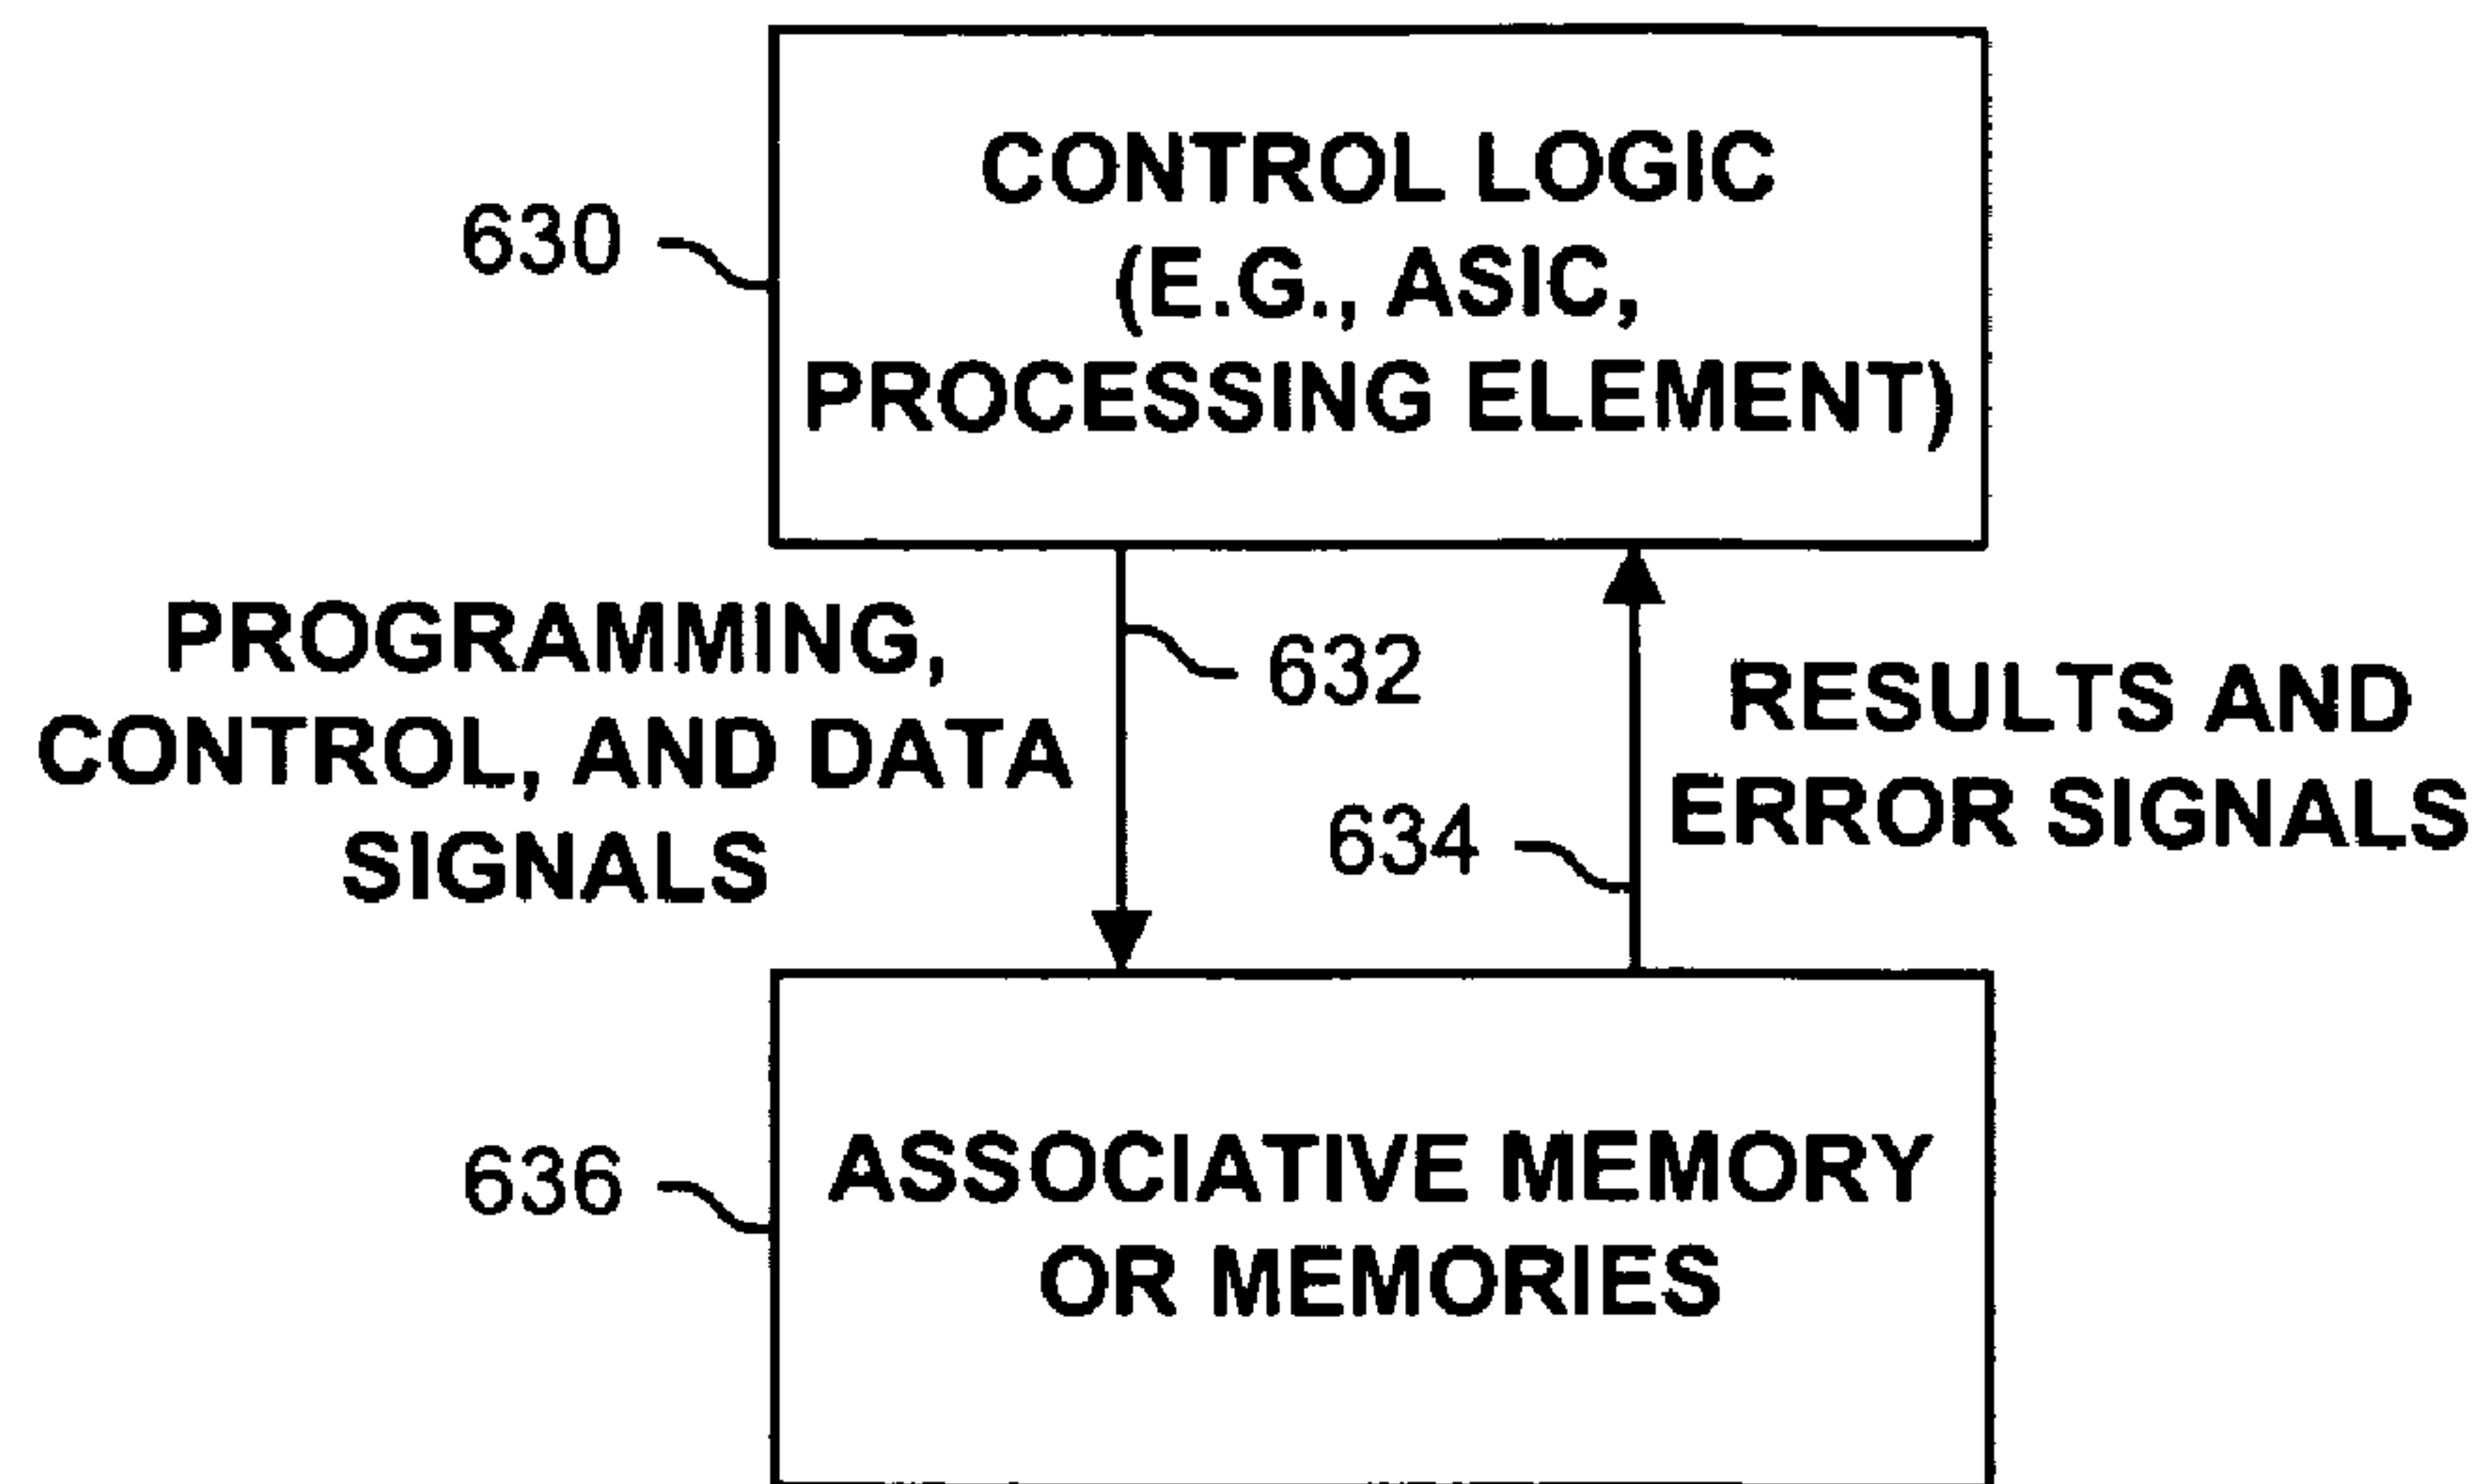 CONTROL LOGIC
(E.G., ASIC,
PROCESSING ELEMENT)
630
PROGRAMMING,
CONTROL, AND DATA
SIGNALS
632
634
RESULTS AND
ERROR SIGNALS
636
ASSOCIATIVE MEMORY
OR MEMORIES